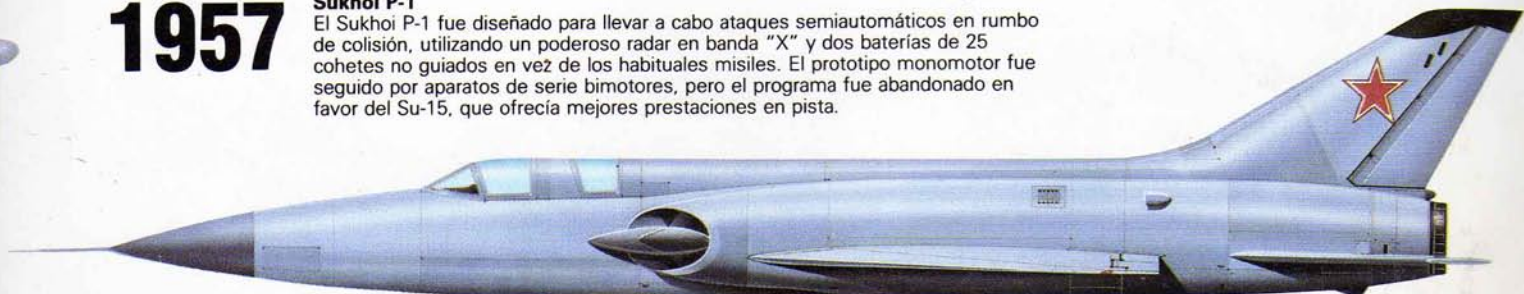 1957
Sukhoi P-1
El Sukhoi P-1 fue diseñado para llevar a cabo ataques semiautomáticos en rumbo
de colisión, utilizando un poderoso radar en banda "X" y dos baterías de 25
cohetes no guiados en vez de los habituales misiles. El prototipo monomotor fue
seguido por aparatos de serie bimotores, pero el programa fue abandonado en
favor del Su-15, que ofrecía mejores prestaciones en pista.